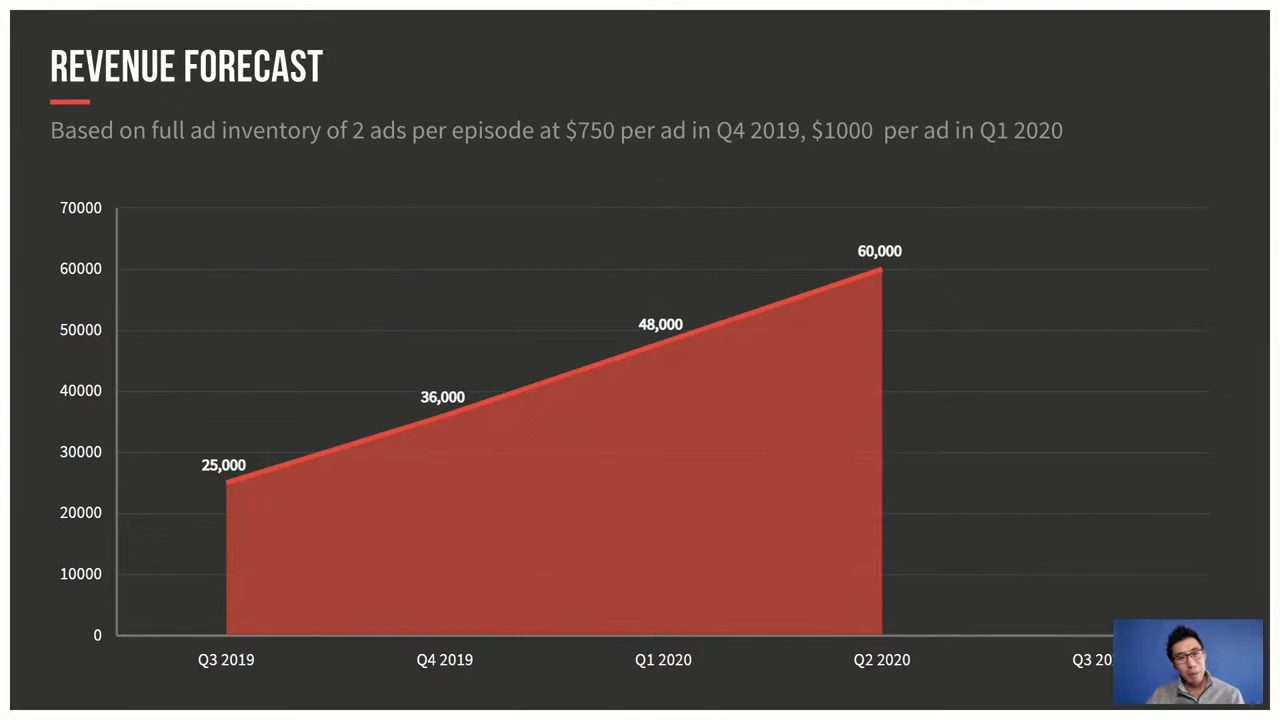 REVENUE FORECAST
Based on full ad inventory of 2 ads per episode at $750 per ad in Q4 2019, $1000 per ad in Q1 2020
70000
60000
50000
40000
30000
20000
10000
0
25,000
36,000
48,000
60,000
Q3 2019
Q4 2019
Q1 2020
Q2 2020
Q3 20